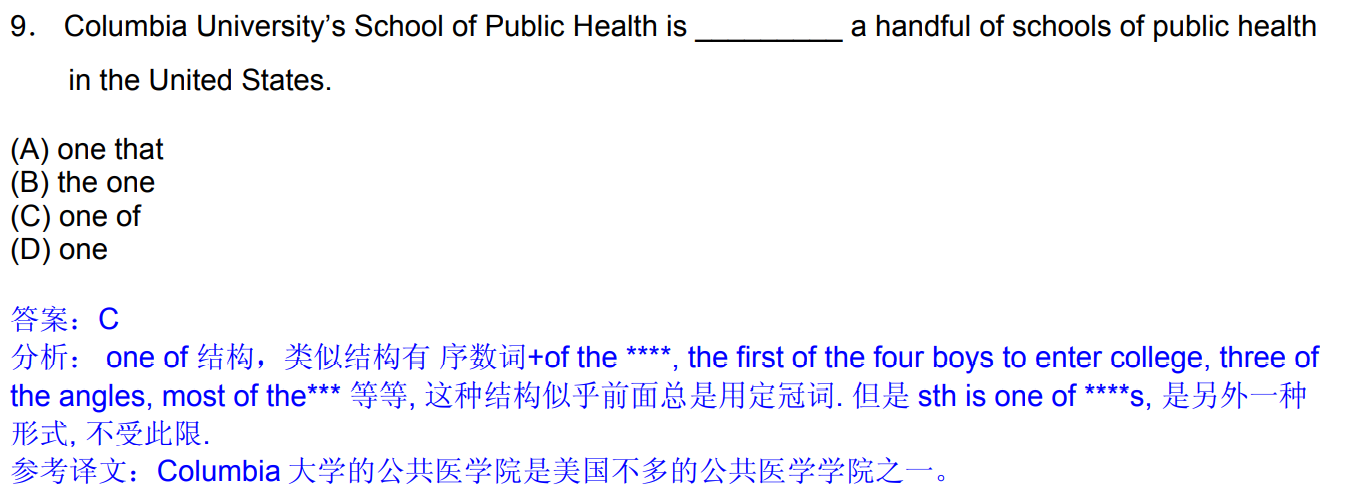 9． Columbia University’s School of Public Health is _________ a handful of schools of public health
in the United States.
(A) one that
(B) the one
(C) one of
(D) one
答案：C
分析： one of 结构，类似结构有 序数词+of the ****, the first of the four boys to enter college, three of
the angles, most of the*** 等等, 这种结构似乎前面总是用定冠词. 但是 sth is one of ****s, 是另外一种
形式, 不受此限.
参考译文：Columbia 大学的公共医学院是美国不多的公共医学学院之一。